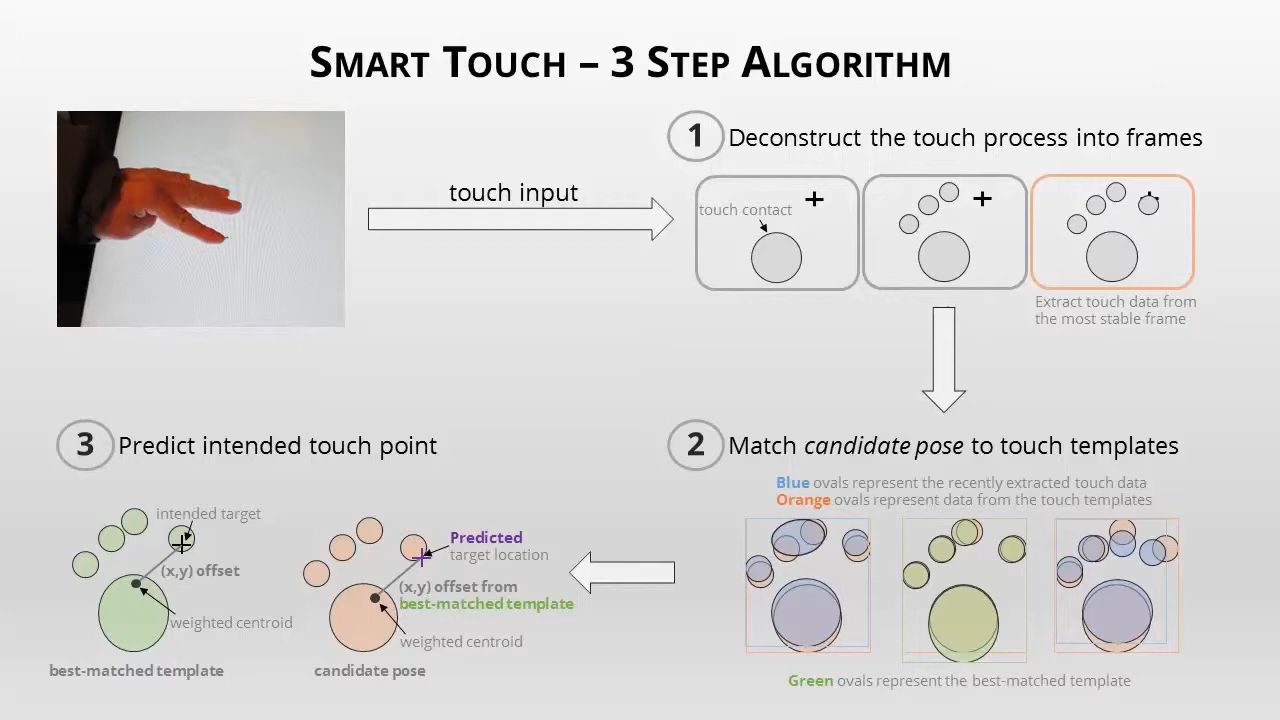 SMART TOUCH – 3 STEP ALGORITHM
touch input
1 Deconstruct the touch process into frames
touch contact
Extract touch data from
the most stable frame
2 Match candidate pose to touch templates
Blue ovals represent the recently extracted touch data
Orange ovals represent data from the touch templates
Green ovals represent the best-matched template
3 Predict intended touch point
intended target
(x,y) offset
weighted centroid
best-matched template
Predicted
target location
(x,y) offset from
best-matched template
weighted centroid
candidate pose